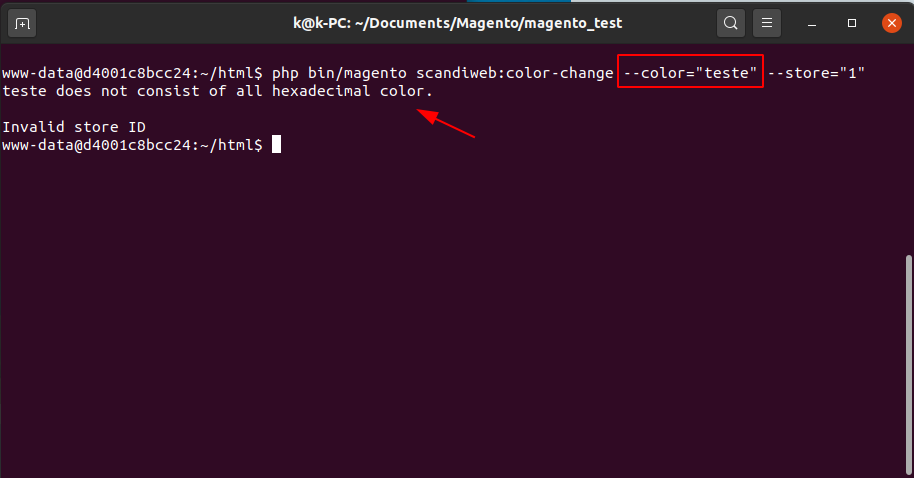 k@k-PC: ~/Documents/Magento/magento_test
www-data@d4001c8bcc24:~/html$ php bin/magento scandiweb:color-change --color="teste" --store="1"
teste does not consist of all hexadecimal color.
Invalid store ID
www-data@d4001c8bcc24:~/html$